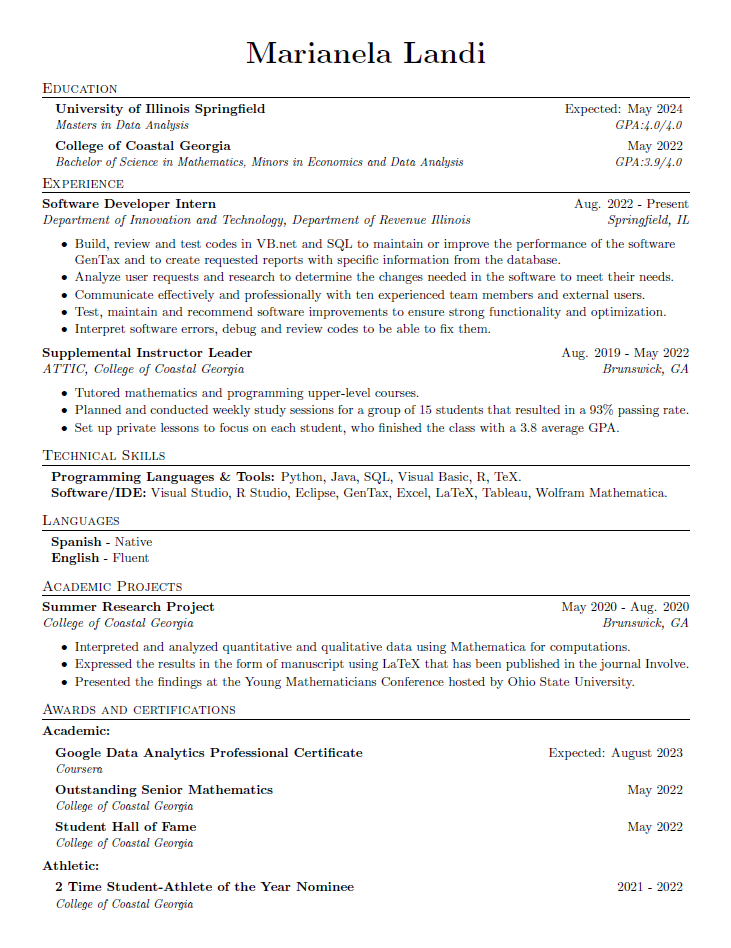 Marianela Landi
Education
University of Illinois Springfield Expected: May 2024
Masters in Data Analysis GPA:4.0/4.0
College of Coastal Georgia May 2022
Bachelor of Science in Mathematics, Minors in Economics and Data Analysis GPA:3.9/4.0
Experience
Software Developer Intern Aug. 2022 - Present
Department of Innovation and Technology, Department of Revenue Illinois Springfield, IL
• Build, review and test codes in VB.net and SQL to maintain or improve the performance of the software
GenTax and to create requested reports with specific information from the database.
• Analyze user requests and research to determine the changes needed in the software to meet their needs.
• Communicate effectively and professionally with ten experienced team members and external users.
• Test, maintain and recommend software improvements to ensure strong functionality and optimization.
• Interpret software errors, debug and review codes to be able to fix them.
Supplemental Instructor Leader Aug. 2019 - May 2022
ATTIC, College of Coastal Georgia Brunswick, GA
• Tutored mathematics and programming upper-level courses.
• Planned and conducted weekly study sessions for a group of 15 students that resulted in a 93% passing rate.
• Set up private lessons to focus on each student, who finished the class with a 3.8 average GPA.
Technical Skills
Programming Languages & Tools: Python, Java, SQL, Visual Basic, R, TeX.
Software/IDE: Visual Studio, R Studio, Eclipse, GenTax, Excel, LaTeX, Tableau, Wolfram Mathematica.
Languages
Spanish - Native
English - Fluent
Academic Projects
Summer Research Project May 2020 - Aug. 2020
College of Coastal Georgia Brunswick, GA
• Interpreted and analyzed quantitative and qualitative data using Mathematica for computations.
• Expressed the results in the form of manuscript using LaTeX that has been published in the journal Involve.
• Presented the findings at the Young Mathematicians Conference hosted by Ohio State University.
Awards and certifications
Academic:
Google Data Analytics Professional Certificate Expected: August 2023
Coursera
Outstanding Senior Mathematics May 2022
College of Coastal Georgia
Student Hall of Fame May 2022
College of Coastal Georgia
Athletic:
2 Time Student-Athlete of the Year Nominee 2021 - 2022
College of Coastal Georgia